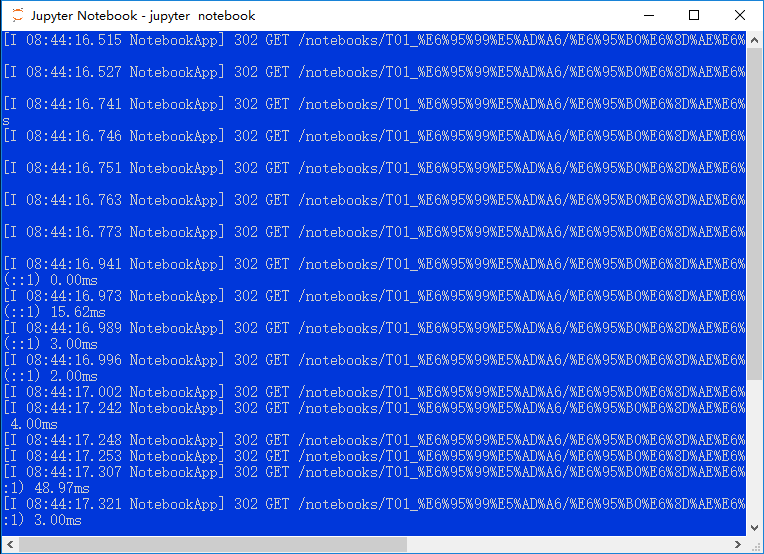 Jupyter Notebook - jupyter  notebook
[I 08:44:16.515 NotebookApp] 302 GET /notebooks/T01_%E6%95%99%E5%AD%A6/%E6%95%B0%E6%8D%AE%E6%
[I 08:44:16.527 NotebookApp] 302 GET /notebooks/T01_%E6%95%99%E5%AD%A6/%E6%95%B0%E6%8D%AE%E6%
[I 08:44:16.741 NotebookApp] 302 GET /notebooks/T01_%E6%95%99%E5%AD%A6/%E6%95%B0%E6%8D%AE%E6%
s
[I 08:44:16.746 NotebookApp] 302 GET /notebooks/T01_%E6%95%99%E5%AD%A6/%E6%95%B0%E6%8D%AE%E6%
[I 08:44:16.751 NotebookApp] 302 GET /notebooks/T01_%E6%95%99%E5%AD%A6/%E6%95%B0%E6%8D%AE%E6%
[I 08:44:16.763 NotebookApp] 302 GET /notebooks/T01_%E6%95%99%E5%AD%A6/%E6%95%B0%E6%8D%AE%E6%
[I 08:44:16.773 NotebookApp] 302 GET /notebooks/T01_%E6%95%99%E5%AD%A6/%E6%95%B0%E6%8D%AE%E6%
[I 08:44:16.941 NotebookApp] 302 GET /notebooks/T01_%E6%95%99%E5%AD%A6/%E6%95%B0%E6%8D%AE%E6%
(::1) 0.00ms
[I 08:44:16.973 NotebookApp] 302 GET /notebooks/T01_%E6%95%99%E5%AD%A6/%E6%95%B0%E6%8D%AE%E6%
(::1) 15.62ms
[I 08:44:16.989 NotebookApp] 302 GET /notebooks/T01_%E6%95%99%E5%AD%A6/%E6%95%B0%E6%8D%AE%E6%
(::1) 3.00ms
[I 08:44:16.996 NotebookApp] 302 GET /notebooks/T01_%E6%95%99%E5%AD%A6/%E6%95%B0%E6%8D%AE%E6%
(::1) 2.00ms
[I 08:44:17.002 NotebookApp] 302 GET /notebooks/T01_%E6%95%99%E5%AD%A6/%E6%95%B0%E6%8D%AE%E6%
[I 08:44:17.242 NotebookApp] 302 GET /notebooks/T01_%E6%95%99%E5%AD%A6/%E6%95%B0%E6%8D%AE%E6%
 4.00ms
[I 08:44:17.248 NotebookApp] 302 GET /notebooks/T01_%E6%95%99%E5%AD%A6/%E6%95%B0%E6%8D%AE%E6%
[I 08:44:17.253 NotebookApp] 302 GET /notebooks/T01_%E6%95%99%E5%AD%A6/%E6%95%B0%E6%8D%AE%E6%
[I 08:44:17.307 NotebookApp] 302 GET /notebooks/T01_%E6%95%99%E5%AD%A6/%E6%95%B0%E6%8D%AE%E6%
:1) 48.97ms
[I 08:44:17.321 NotebookApp] 302 GET /notebooks/T01_%E6%95%99%E5%AD%A6/%E6%95%B0%E6%8D%AE%E6%
:1) 3.00ms